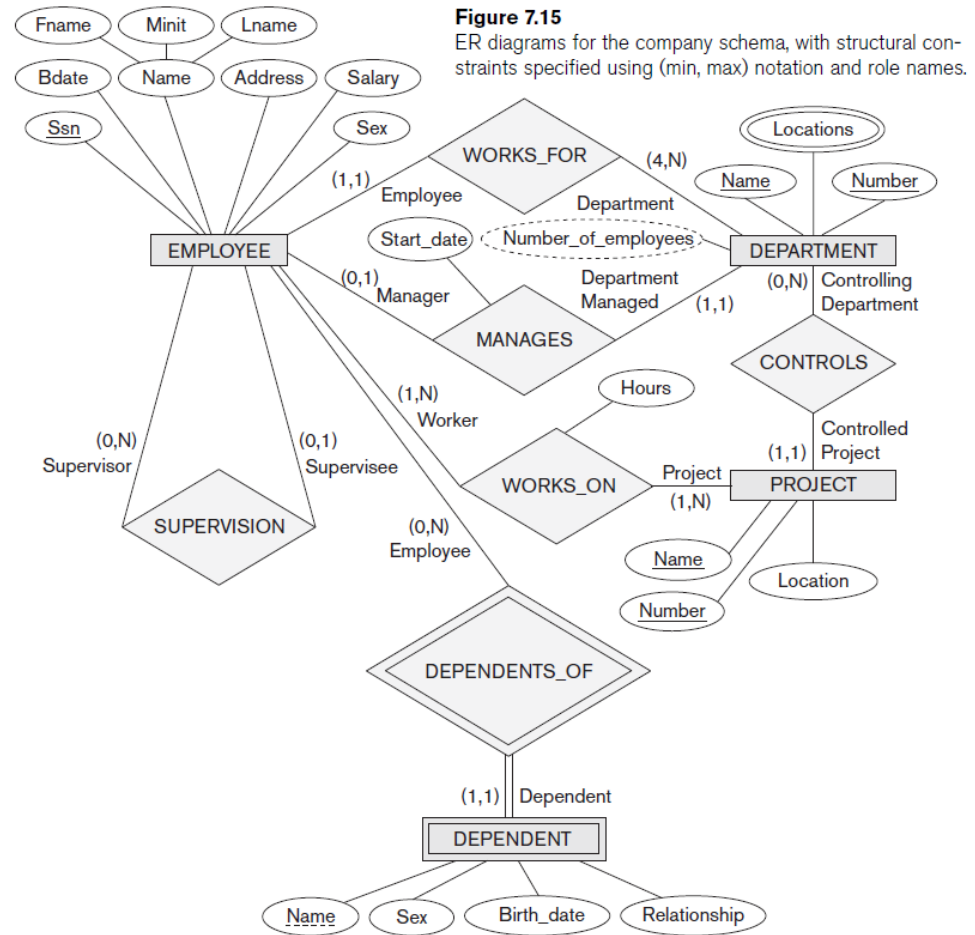 Figure 7.15
ER diagrams for the company schema, with structural con-
straints specified using (min, max) notation and role names.
Fname
Minit
Lname
Bdate
Name
Address
Salary
Ssn
Sex
WORKS_FOR
(1,1)
Employee
(4,N)
Department
Locations
Name
Number
EMPLOYEE
Start_date
Number_of_employees
DEPARTMENT
(0,1)
Manager
MANAGES
Department
Managed
(1,1)
(0,N)
Controlling
Department
CONTROLS
Hours
(1,N)
Worker
(0,N)
Supervisor
(0,1)
Supervisee
Controlled
Project
(1,1)
WORKS_ON
Project
(1,N)
PROJECT
SUPERVISION
(0,N)
Employee
Name
Number
Location
DEPENDENTS_OF
(1,1)
Dependent
DEPENDENT
Name
Sex
Birth_date
Relationship